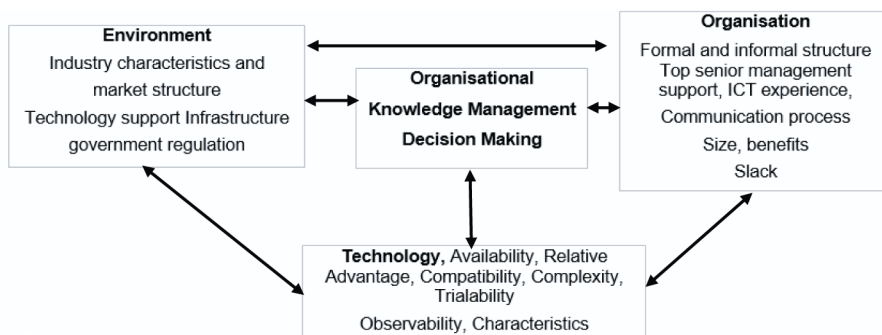 Environment
Industry characteristics and
market structure
Technology support Infrastructure
government regulation
Organisational
Knowledge Management
Decision Making
Organisation
Formal and informal structure
Top senior management
support, ICT experience,
Communication process
Size, benefits
Slack
Technology, Availability, Relative
Advantage, Compatibility, Complexity,
Trialability
Observability, Characteristics